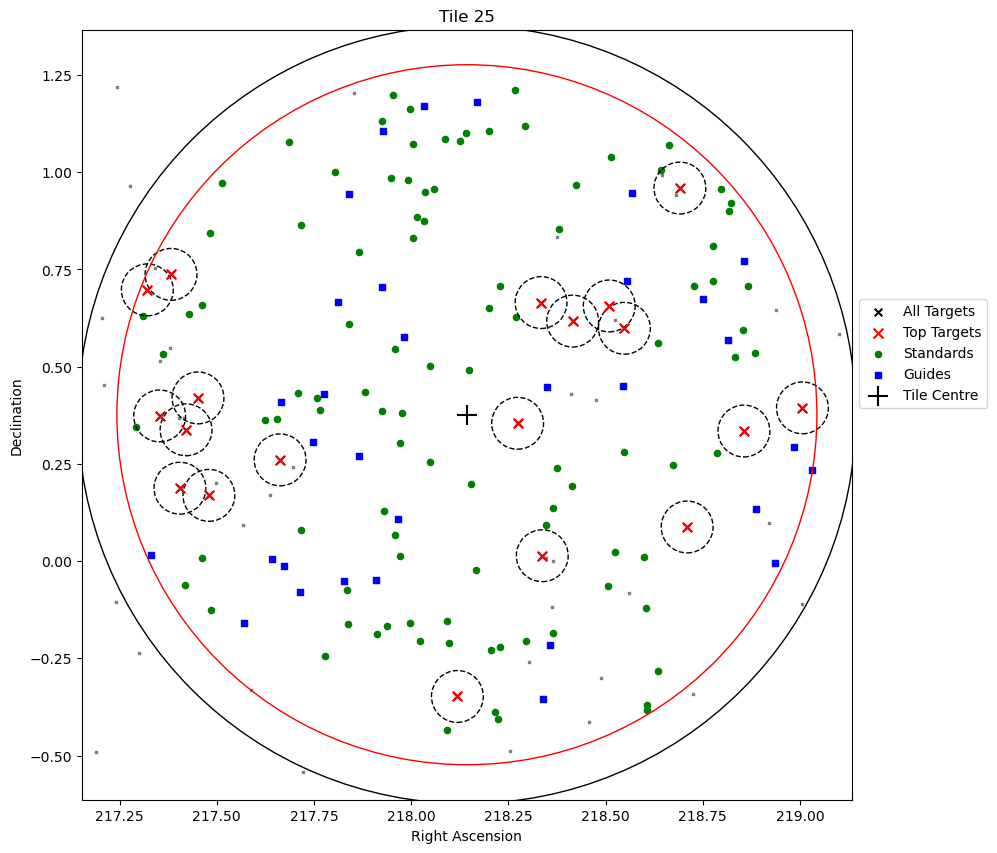 Tile 25
Declination
1.25
1.00
0.75
0.50
0.25
0.00
−0.25
−0.50
217.25 217.50 217.75 218.00 218.25 218.50 218.75 219.00
Right Ascension
All Targets
Top Targets
Standards
Guides
Tile Centre